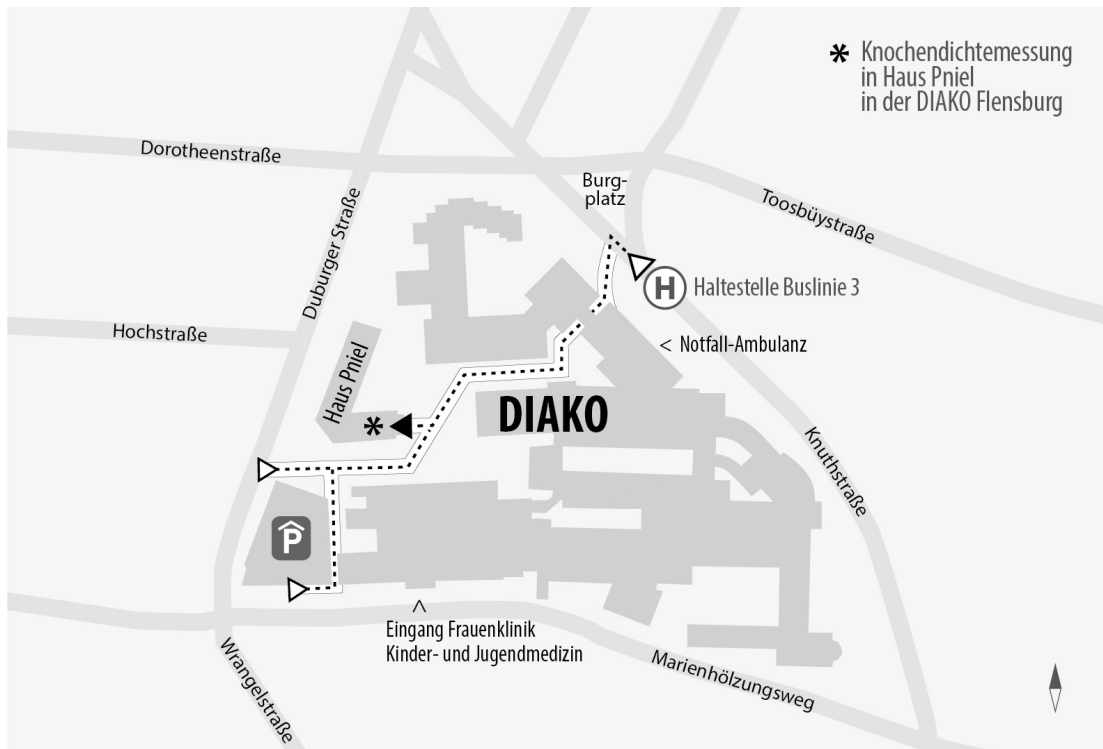 * Knochendichtemessung
in Haus Pniel
in der DIAKO Flensburg
Dorotheenstraße
Burg-
platz
Toosbüystraße
Duburger Straße
H Haltestelle Buslinie 3
Hochstraße
< Notfall-Ambulanz
Haus Pniel
*
DIAKO
Knuthstraße
P
^
Eingang Frauenklinik
Kinder- und Jugendmedizin
Wrangelstraße
Marienhölzungsweg